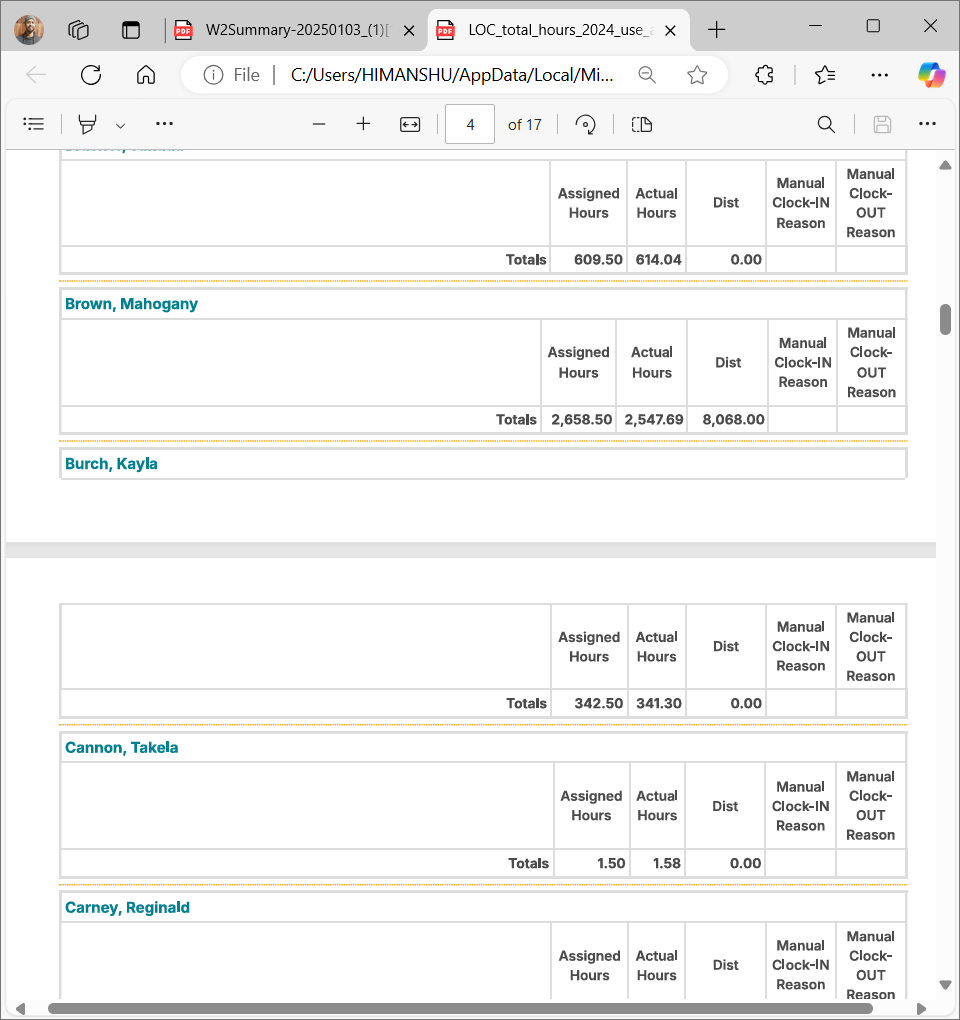 W2Summary-20250103_(1)[
LOC_total_hours_2024_use_a
File
C:/Users/HIMANSHU/AppData/Local/Mi...
4
of 17
Assigned Hours
Actual Hours
Dist
Manual Clock-IN Reason
Manual Clock-OUT Reason
Totals 609.50 614.04 0.00
Brown, Mahogany
Assigned Hours
Actual Hours
Dist
Manual Clock-IN Reason
Manual Clock-OUT Reason
Totals 2,658.50 2,547.69 8,068.00
Burch, Kayla
Assigned Hours
Actual Hours
Dist
Manual Clock-IN Reason
Manual Clock-OUT Reason
Totals 342.50 341.30 0.00
Cannon, Takela
Assigned Hours
Actual Hours
Dist
Manual Clock-IN Reason
Manual Clock-OUT Reason
Totals 1.50 1.58 0.00
Carney, Reginald
Assigned Hours
Actual Hours
Dist
Manual Clock-IN Reason
Manual Clock-OUT Reason